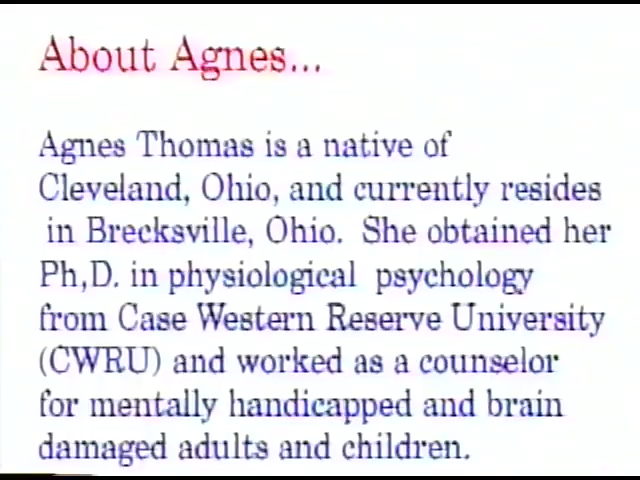 About Agnes...
Agnes Thomas is a native of
Cleveland, Ohio, and currently resides
in Brecksville, Ohio. She obtained her
Ph,D. in physiological psychology
from Case Western Reserve University
(CWRU) and worked as a counselor
for mentally handicapped and brain
damaged adults and children.